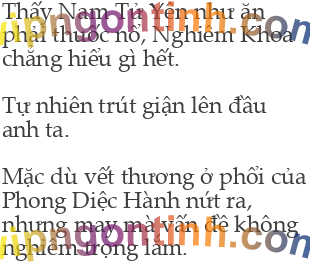 Thấy Nam Tử Yên như ăn
phải thuốc nổ, Nghiêm Khoa
chẳng hiểu gì hết.
Tự nhiên trút giận lên đầu
anh ta.
Mặc dù vết thương ở phổi của
Phong Diệc Hành nứt ra,
nhưng may mà vấn đề không
nghiêm trọng lắm.